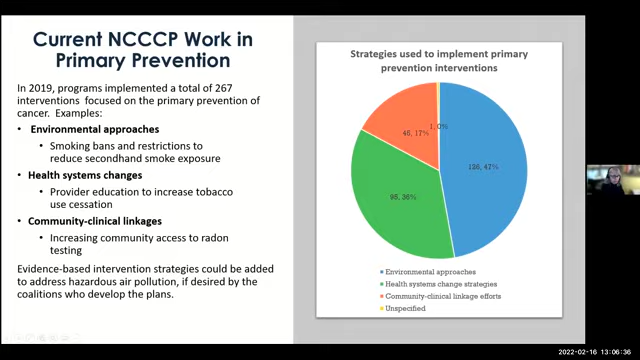 Current NCCCP Work in
Primary Prevention
In 2019, programs implemented a total of 267
interventions focused on the primary prevention of
cancer. Examples:
• Environmental approaches
• Smoking bans and restrictions to
reduce secondhand smoke exposure
• Health systems changes
• Provider education to increase tobacco
use cessation
• Community-clinical linkages
• Increasing community access to radon
testing
Evidence-based intervention strategies could be added
to address hazardous air pollution, if desired by the
coalitions who develop the plans.
Strategies used to implement primary
prevention interventions
1, 0%
17%
47%
Environmental approaches
Health systems change strategies
Community-clinical linkage efforts
Unspecified
2022-02-16 13:06:36